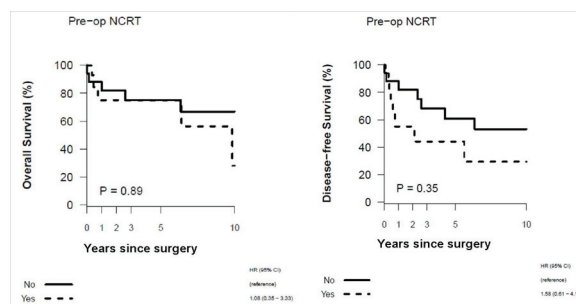 Pre-op NCRT
Overall Survival (%)
100
80
60
40
20
0
P = 0.89
0 1 2 3 5 10
Years since surgery
HR (95% CI)
No (reference)
Yes 1.08 (0.35 – 3.33)
Pre-op NCRT
Disease-free Survival (%)
100
80
60
40
20
0
P = 0.35
0 1 2 3 5 10
Years since surgery
HR (95% CI)
No (reference)
Yes